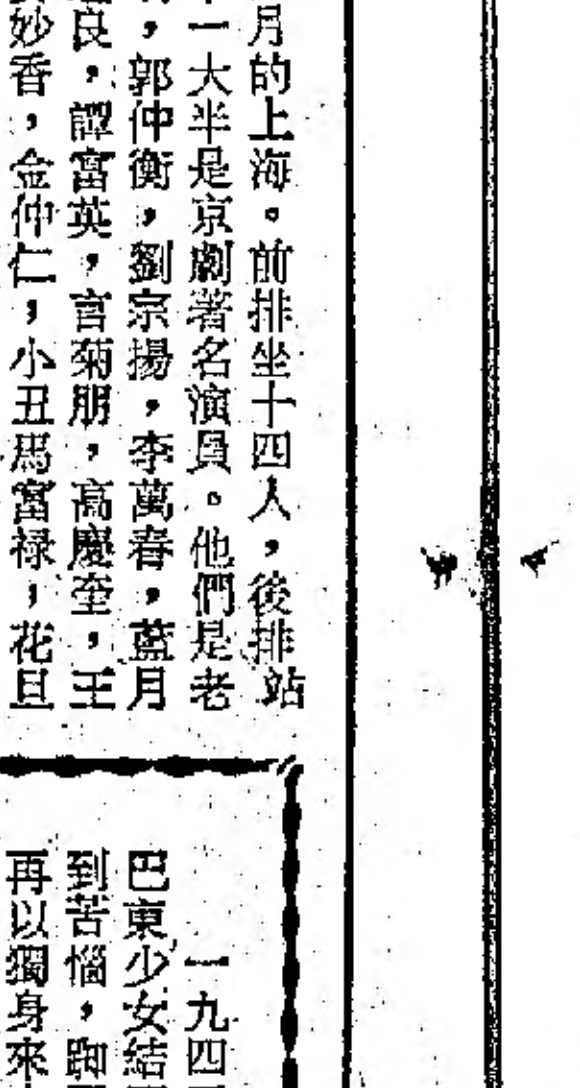 月的上海。前排坐十四人，後排站
一大半是京劇著名演員。他們是老
，郭仲衡，劉宗揚，李萬春，藍月
良，譚富英，言菊朋，高慶奎，王
妙香，金仲仁，小丑馬富禄，花旦
一九四
巴東少女結
到苦惱，踟
再以獨身來